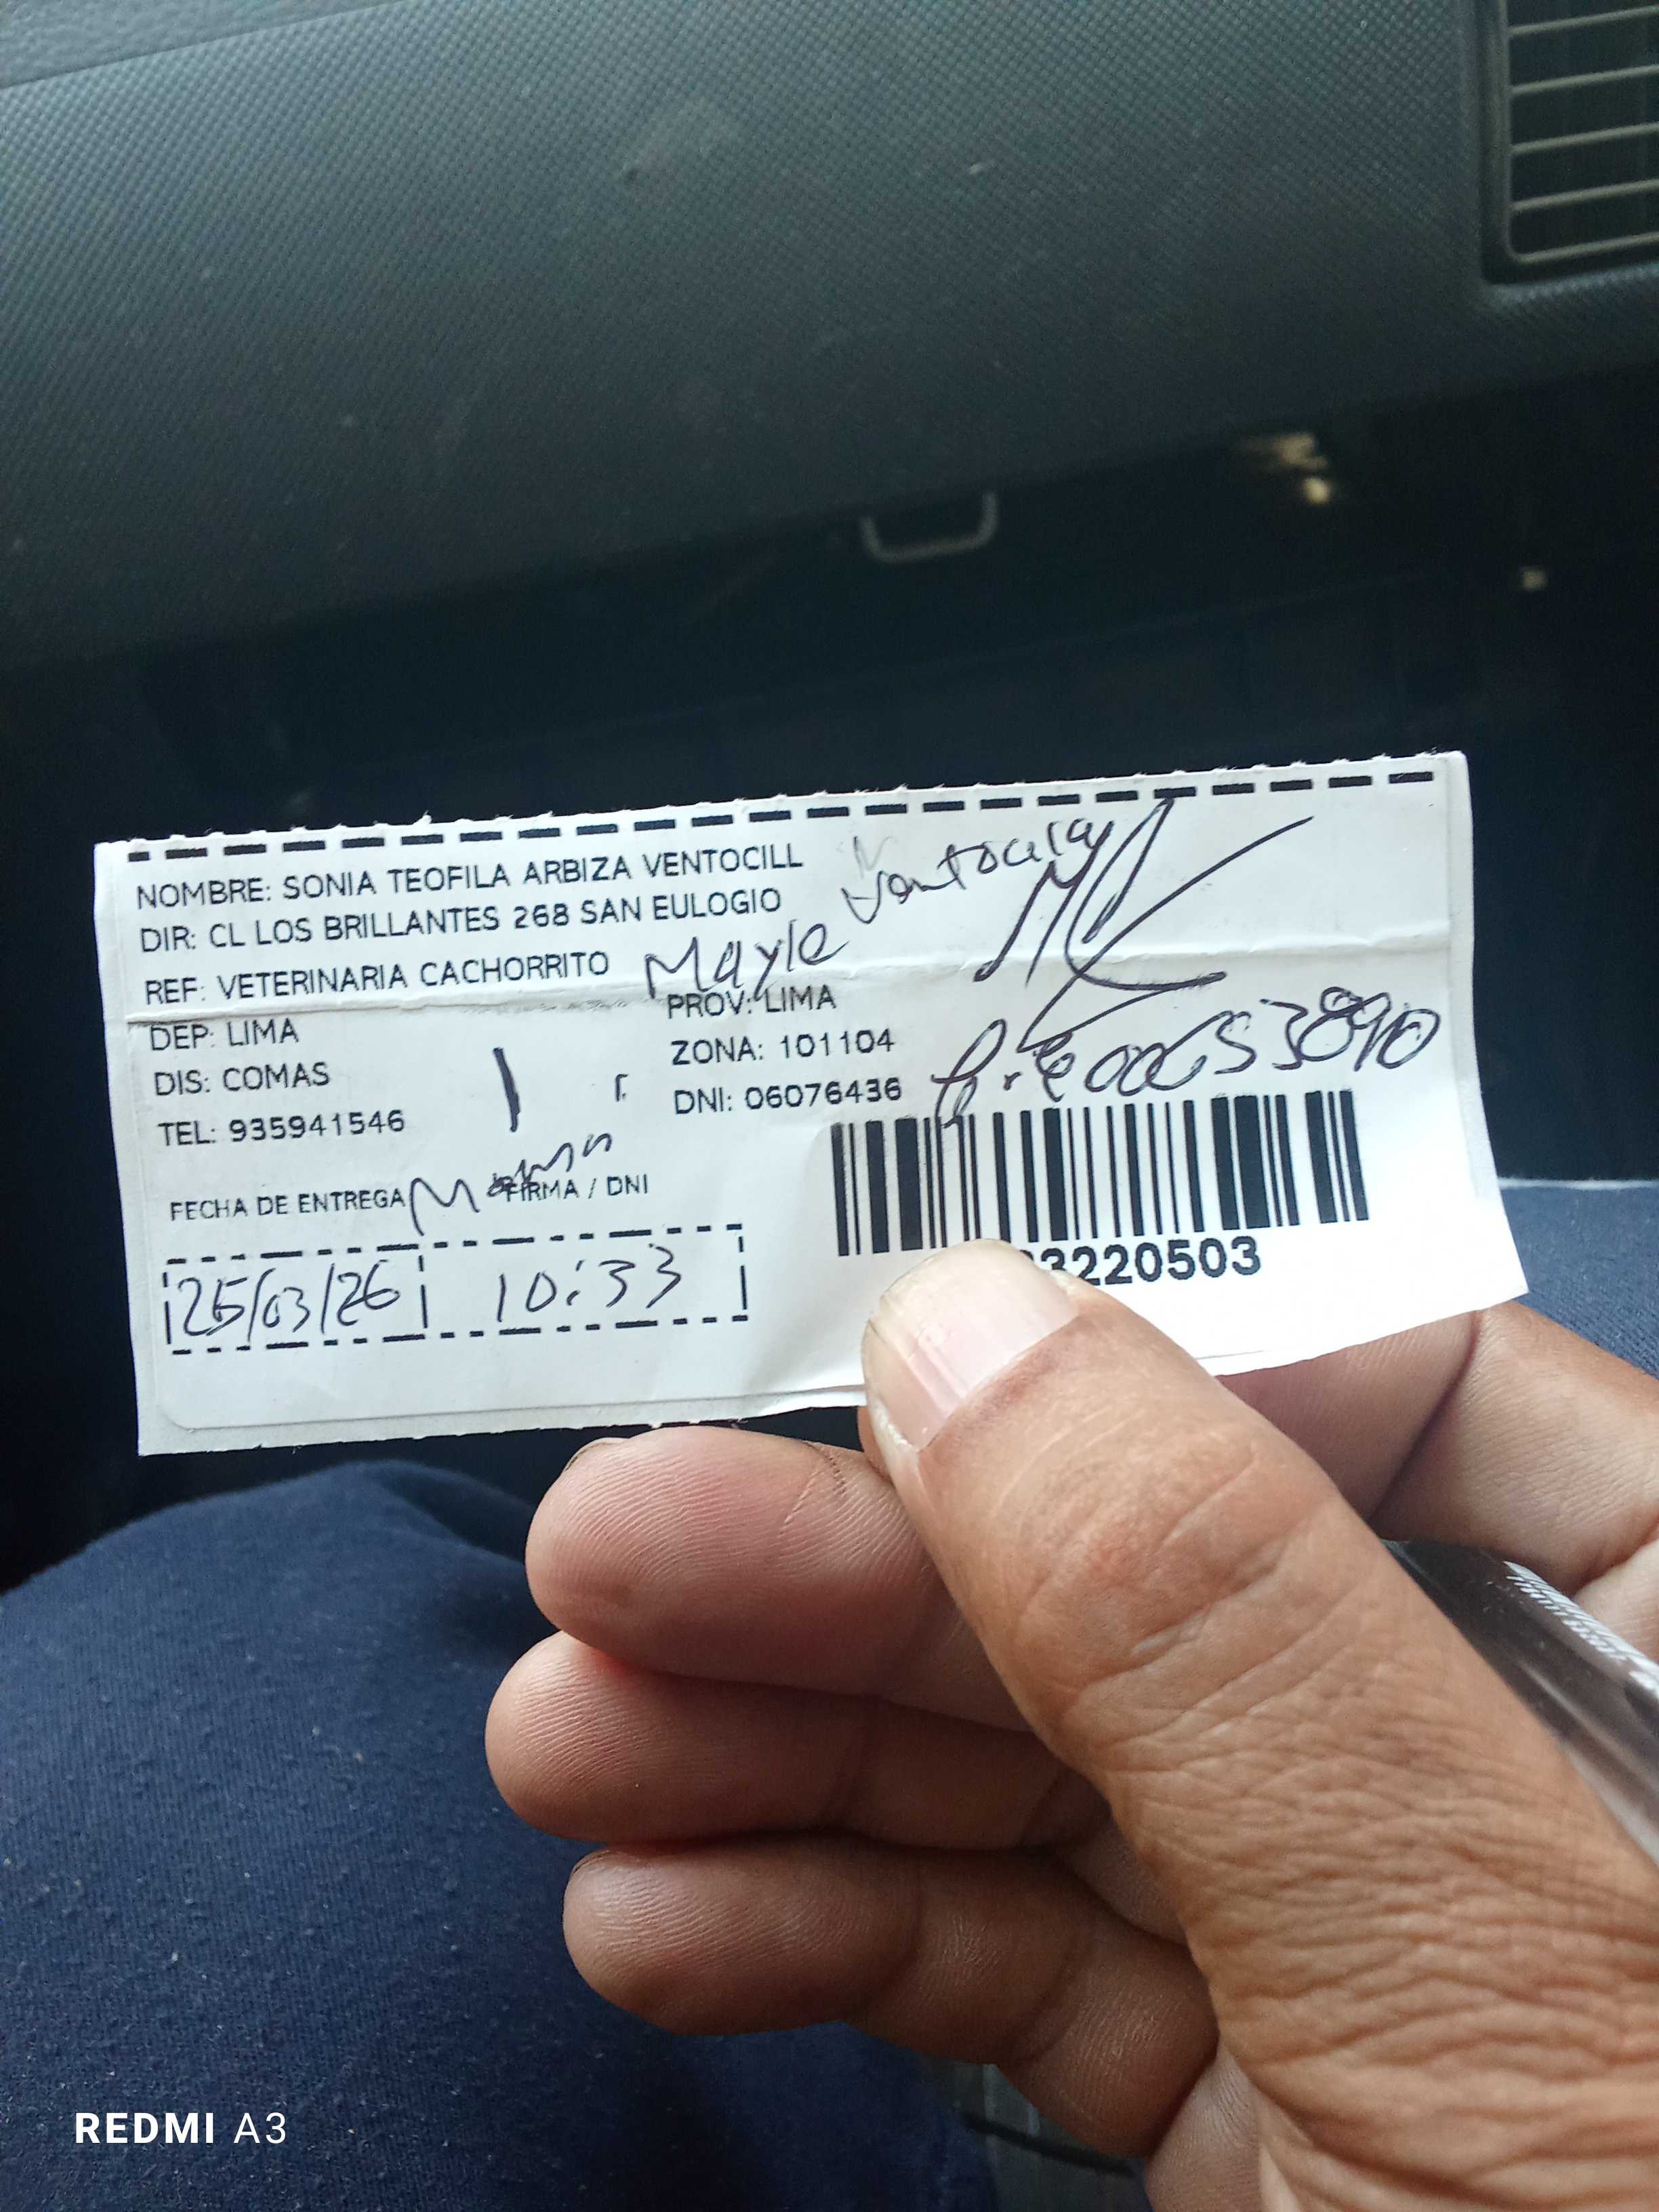 NOMBRE: SONIA TEOFILA ARBIZA VENTOCILL
DIR: CL LOS BRILLANTES 268 SAN EULOGIO
REF: VETERINARIA CACHORRITO
Mayle
DEP: LIMA
PROV: LIMA
DIS: COMAS
ZONA: 101104
TEL: 935941546
DNI: 06076436
FECHA DE ENTREGA
FIRMA / DNI
25/03/26
10:33
3220503
REDMI A3